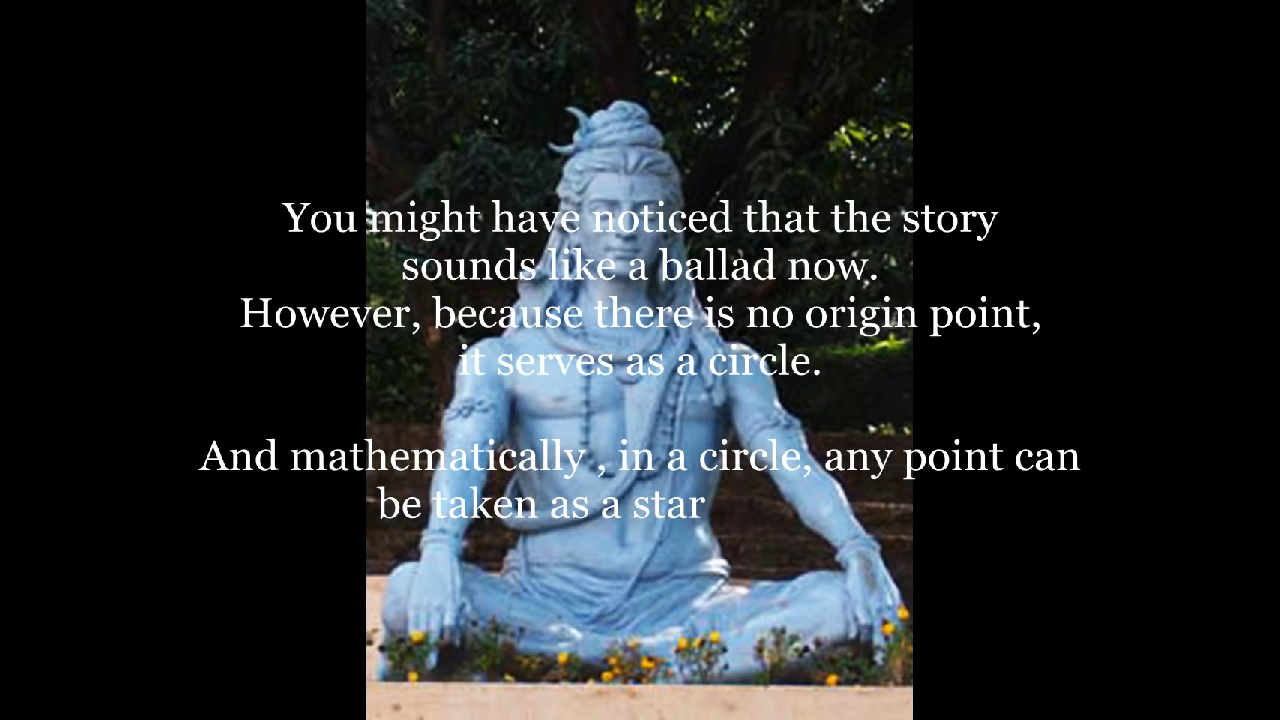 You might have noticed that the story
sounds like a ballad now.
However, because there is no origin point,
it serves as a circle.
And mathematically , in a circle, any point can
be taken as a star